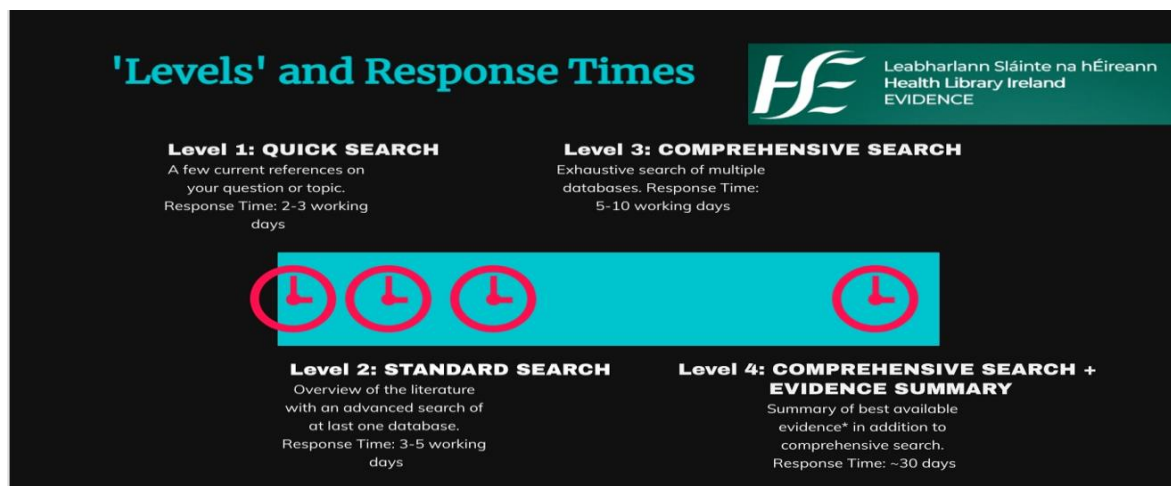 'Levels' and Response Times
HSE
Leabharlann Sláinte na hÉireann
Health Library Ireland
EVIDENCE
Level 1: QUICK SEARCH
A few current references on
your question or topic.
Response Time: 2-3 working
days
Level 3: COMPREHENSIVE SEARCH
Exhaustive search of multiple
databases. Response Time:
5-10 working days
Level 2: STANDARD SEARCH
Overview of the literature
with an advanced search of
at last one database.
Response Time: 3-5 working
days
Level 4: COMPREHENSIVE SEARCH +
EVIDENCE SUMMARY
Summary of best available
evidence* in addition to
comprehensive search.
Response Time: ~30 days